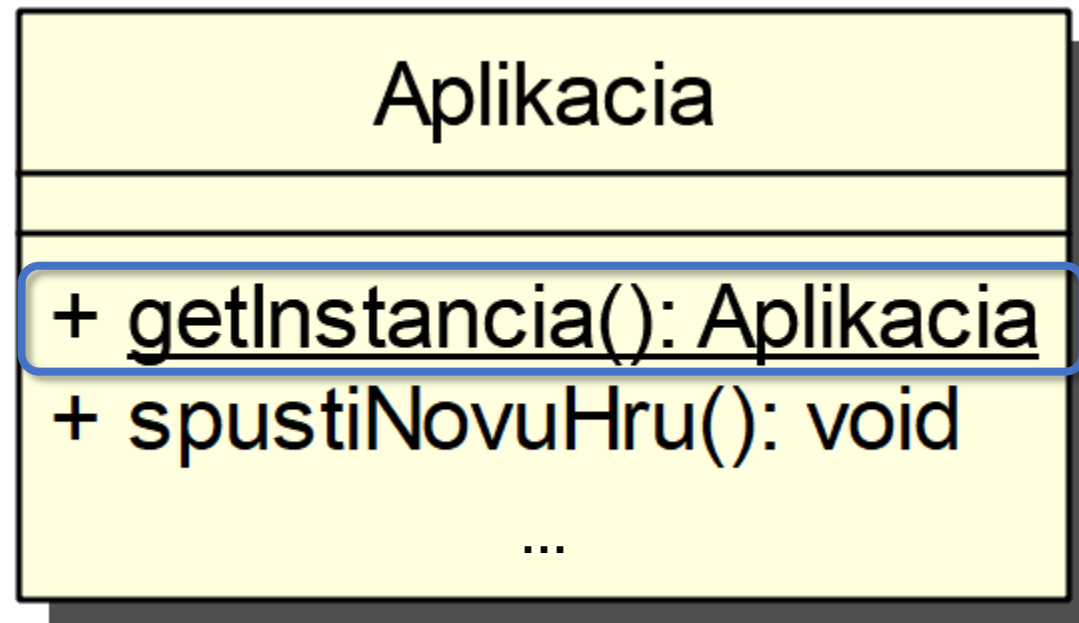 Aplikacia
+ getInstancia(): Aplikacia
+ spustiNovuHru(): void
...